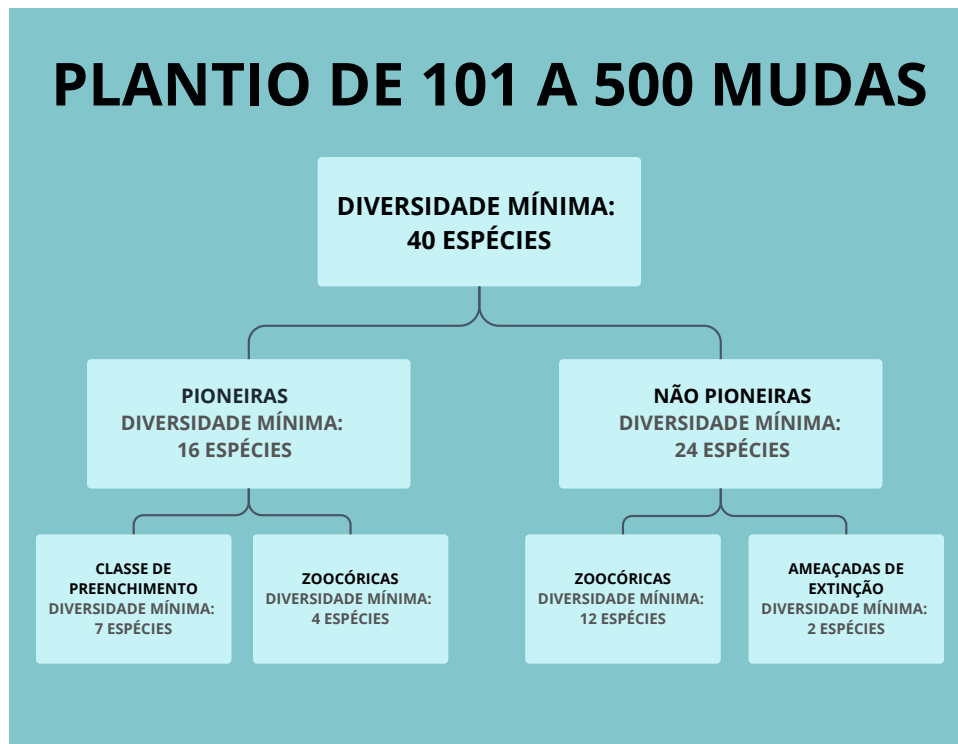 PLANTIO DE 101 A 500 MUDAS
DIVERSIDADE MÍNIMA:
40 ESPÉCIES
PIONEIRAS
DIVERSIDADE MÍNIMA:
16 ESPÉCIES
NÃO PIONEIRAS
DIVERSIDADE MÍNIMA:
24 ESPÉCIES
CLASSE DE
PREENCHIMENTO
DIVERSIDADE MÍNIMA:
7 ESPÉCIES
ZOOCÓRICAS
DIVERSIDADE MÍNIMA:
4 ESPÉCIES
ZOOCÓRICAS
DIVERSIDADE MÍNIMA:
12 ESPÉCIES
AMEAÇADAS DE
EXTINÇÃO
DIVERSIDADE MÍNIMA:
2 ESPÉCIES